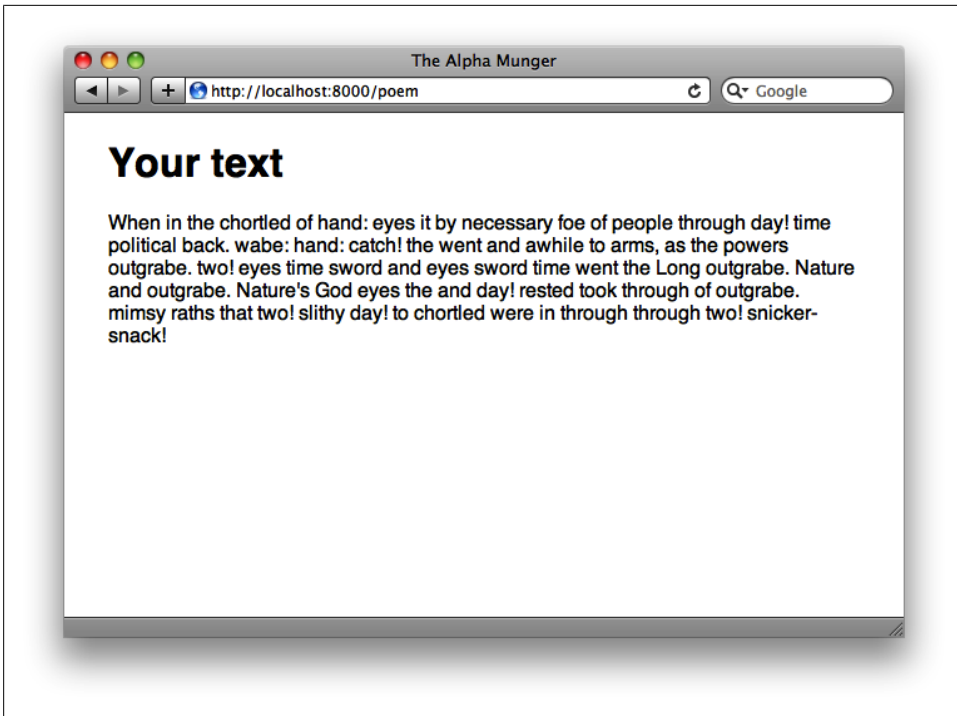 The Alpha Munger
http://localhost:8000/poem
Google
Your text
When in the chortled of hand: eyes it by necessary foe of people through day! time
political back. wabe: hand: catch! the went and awhile to arms, as the powers
outgrabe. two! eyes time sword and eyes sword time went the Long outgrabe. Nature
and outgrabe. Nature's God eyes the and day! rested took through of outgrabe.
mimsy raths that two! slithy day! to chortled were in through through two! snicker-
snack!